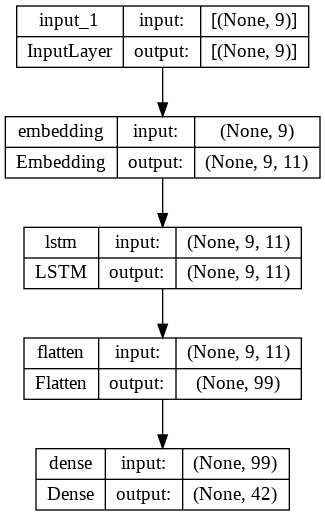 input_1 input: [(None, 9)]
InputLayer output: [(None, 9)]
embedding input: (None, 9)
Embedding output: (None, 9, 11)
lstm input: (None, 9, 11)
LSTM output: (None, 9, 11)
flatten input: (None, 9, 11)
Flatten output: (None, 99)
dense input: (None, 99)
Dense output: (None, 42)